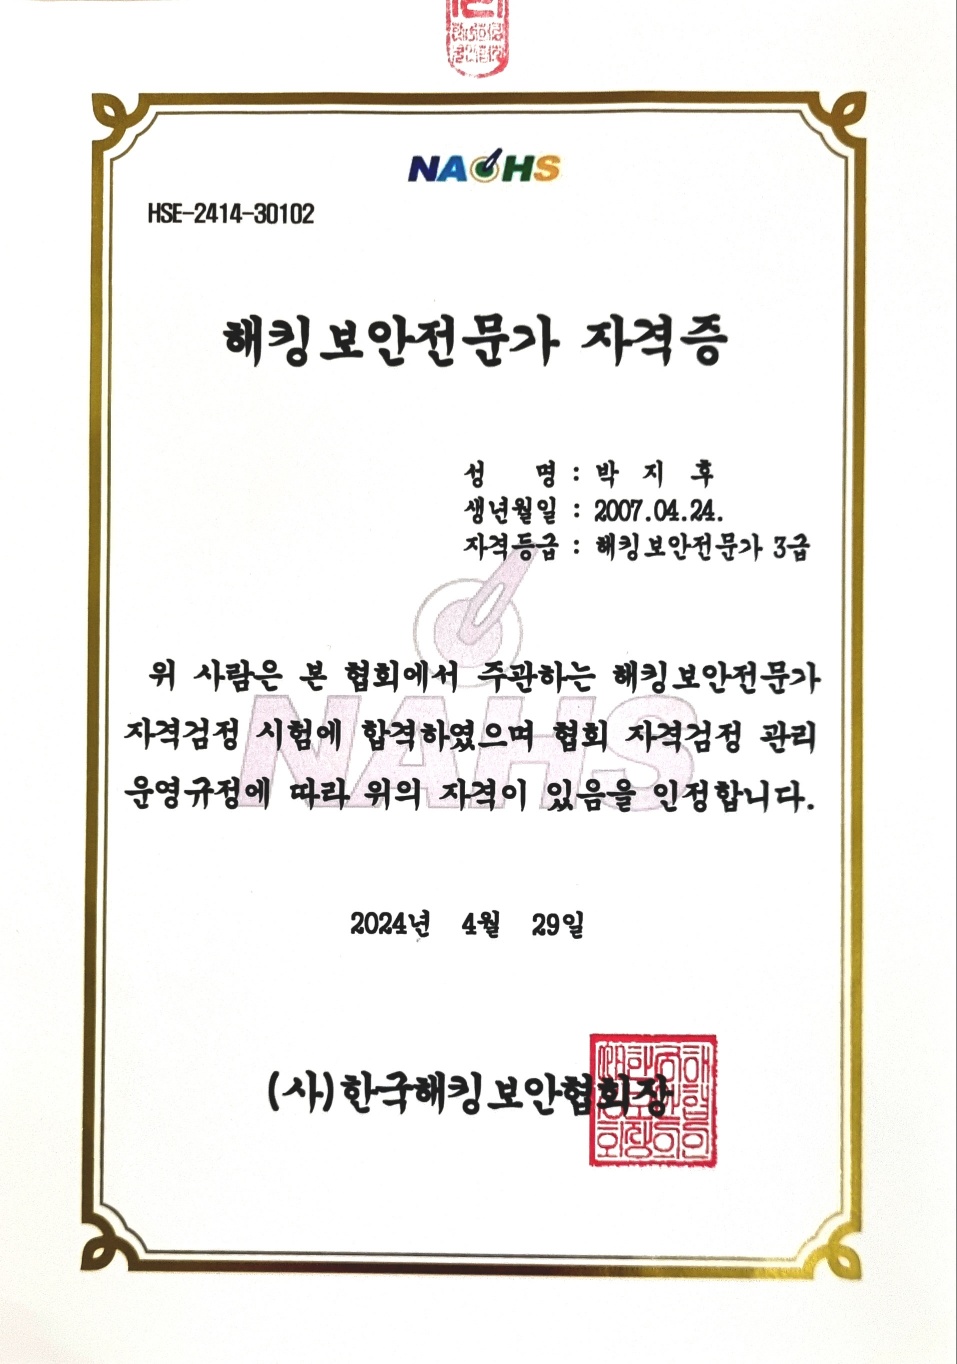 NAHS
HSE-2414-30102
해킹보안전문가 자격증
성 명 : 박 지 후
생년월일 : 2007.04.24.
자격등급 : 해킹보안전문가 3급
NAHS
위 사람은 본 협회에서 주관하는 해킹보안전문가
자격검정 시험에 합격하였으며 협회 자격검정 관리
운영규정에 따라 위의 자격이 있음을 인정합니다.
2024년 4월 29일
(사)한국해킹보안협회장